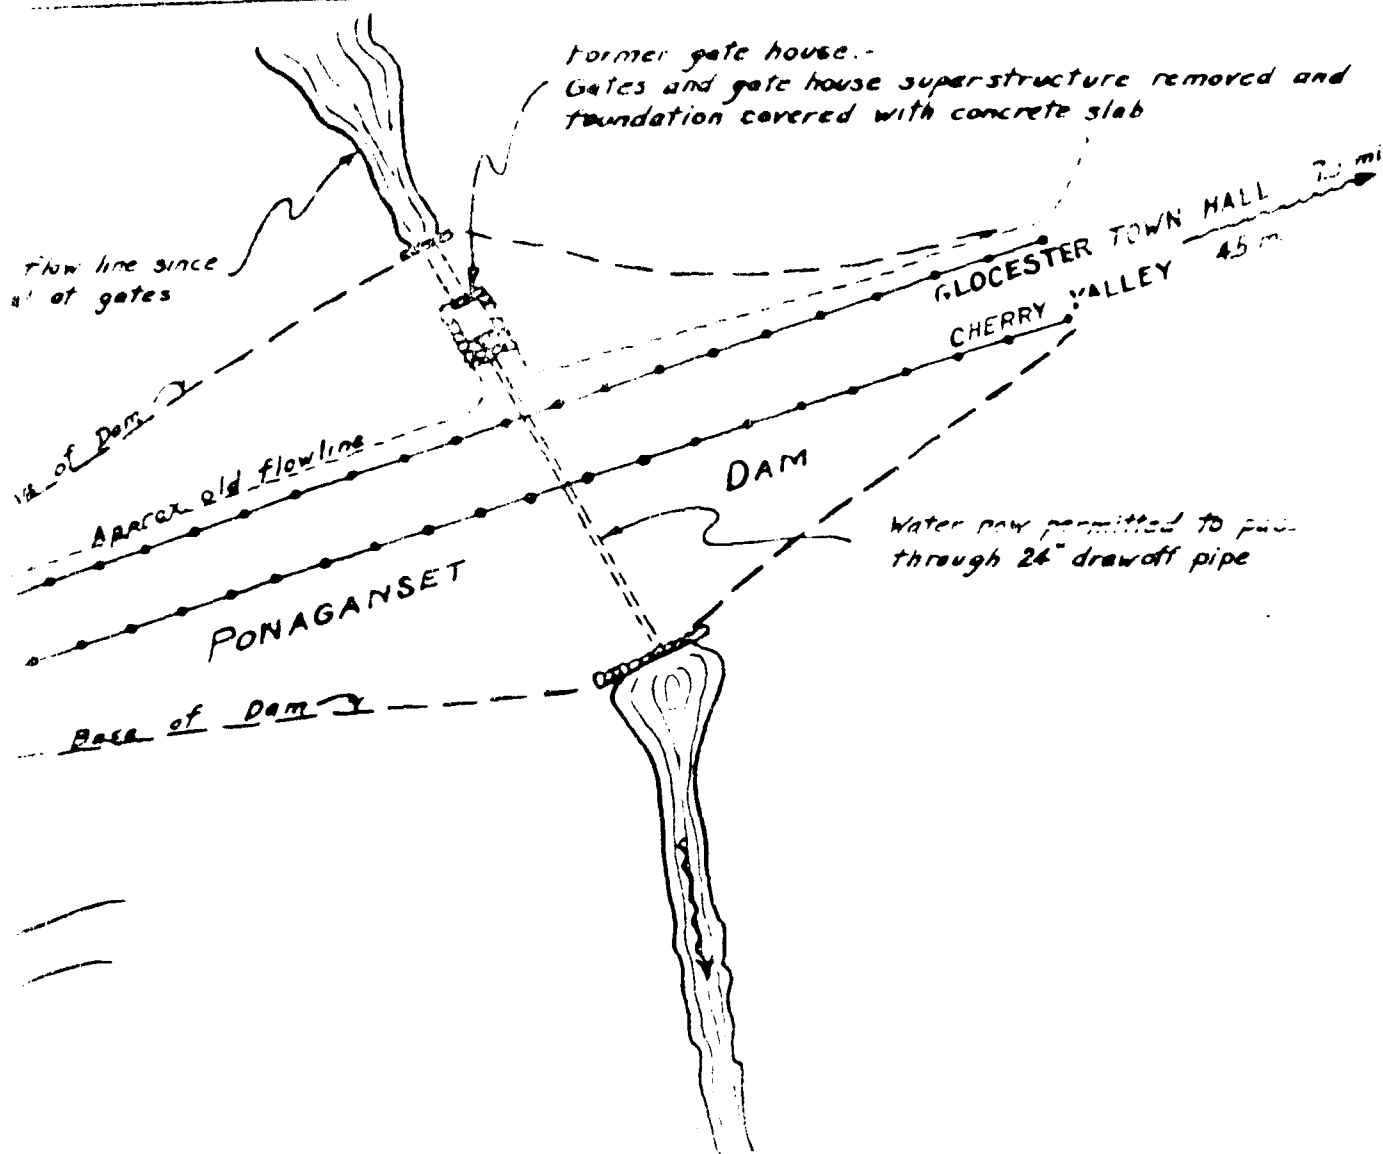 Former gate house.-
Gates and gate house superstructure removed and
foundation covered with concrete slab
GLOCESTER TOWN HALL
CHERRY VALLEY 4.5 m.
flow line since
at gates
of Dam
Approx. old flowline
DAM
Water now permitted to
through 24" drawoff pipe
PONAGANSET
Base of Dam